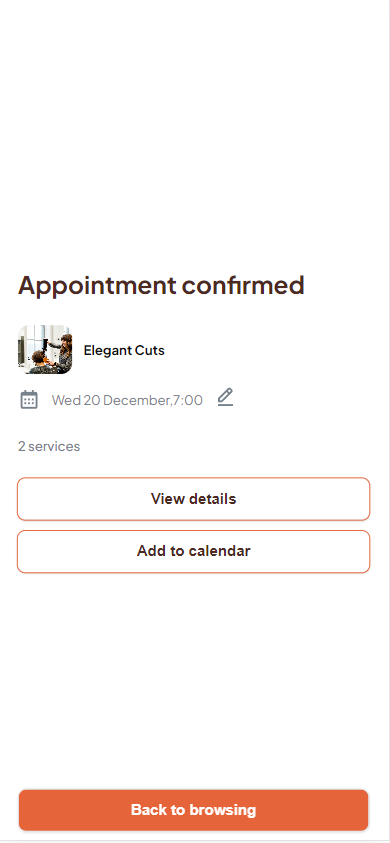 Appointment confirmed
Elegant Cuts
Wed 20 December,7:00
2 services
View details
Add to calendar
Back to browsing